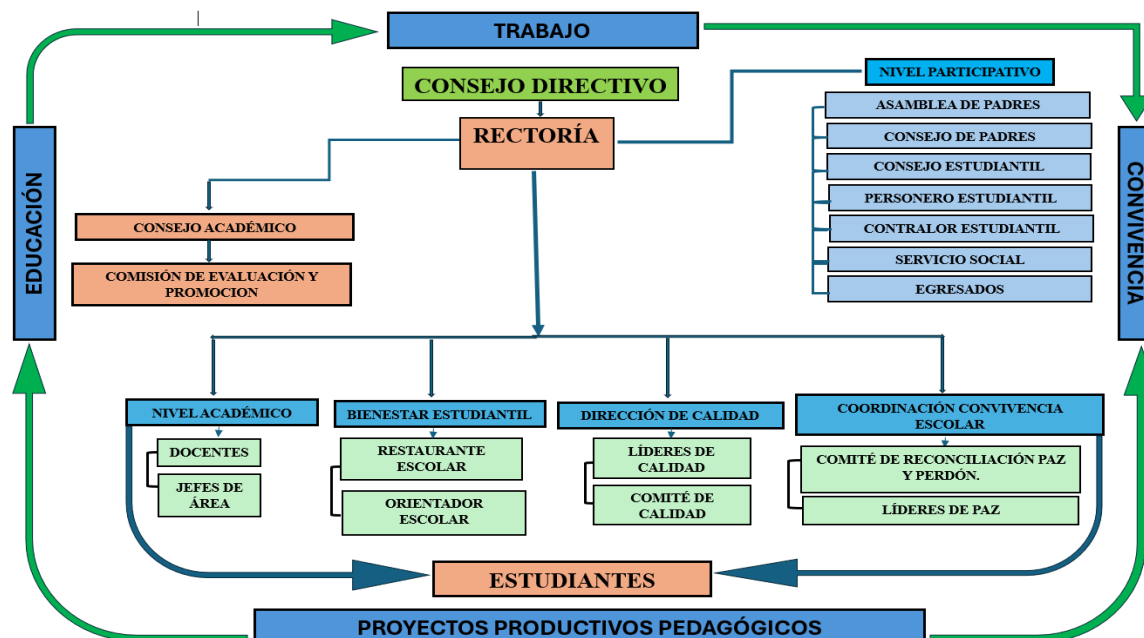 TRABAJO
CONSEJO DIRECTIVO
NIVEL PARTICIPATIVO
RECTORÍA
ASAMBLEA DE PADRES
CONSEJO DE PADRES
CONSEJO ESTUDIANTIL
PERSONERO ESTUDIANTIL
CONTRALOR ESTUDIANTIL
SERVICIO SOCIAL
EGRESADOS
EDUCACIÓN
CONVIVENCIA
CONSEJO ACADÉMICO
COMISIÓN DE EVALUACIÓN Y
PROMOCION
NIVEL ACADÉMICO
DOCENTES
JEFES DE
ÁREA
BIENESTAR ESTUDIANTIL
RESTAURANTE
ESCOLAR
ORIENTADOR
ESCOLAR
DIRECCIÓN DE CALIDAD
LÍDERES DE
CALIDAD
COMITÉ DE
CALIDAD
COORDINACIÓN CONVIVENCIA
ESCOLAR
COMITÉ DE RECONCILIACIÓN PAZ
Y PERDÓN.
LÍDERES DE PAZ
ESTUDIANTES
PROYECTOS PRODUCTIVOS PEDAGÓGICOS